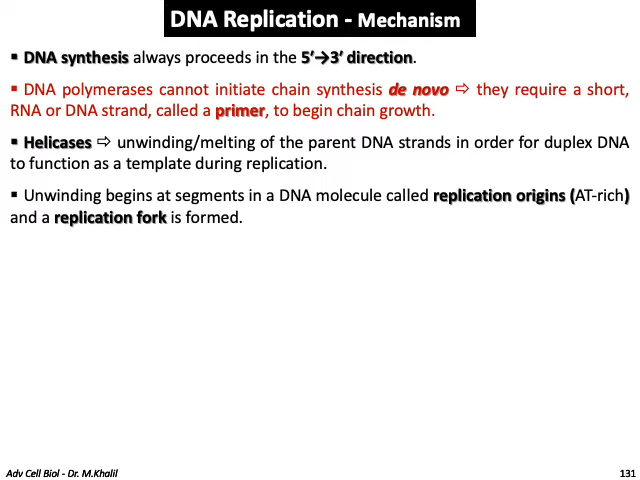 DNA Replication - Mechanism
▪ DNA synthesis always proceeds in the 5’→3’ direction.
▪ DNA polymerases cannot initiate chain synthesis de novo ⇨ they require a short,
RNA or DNA strand, called a primer, to begin chain growth.
▪ Helicases ⇨ unwinding/melting of the parent DNA strands in order for duplex DNA
to function as a template during replication.
▪ Unwinding begins at segments in a DNA molecule called replication origins (AT-rich)
and a replication fork is formed.
Adv Cell Biol - Dr. M.Khalil
131